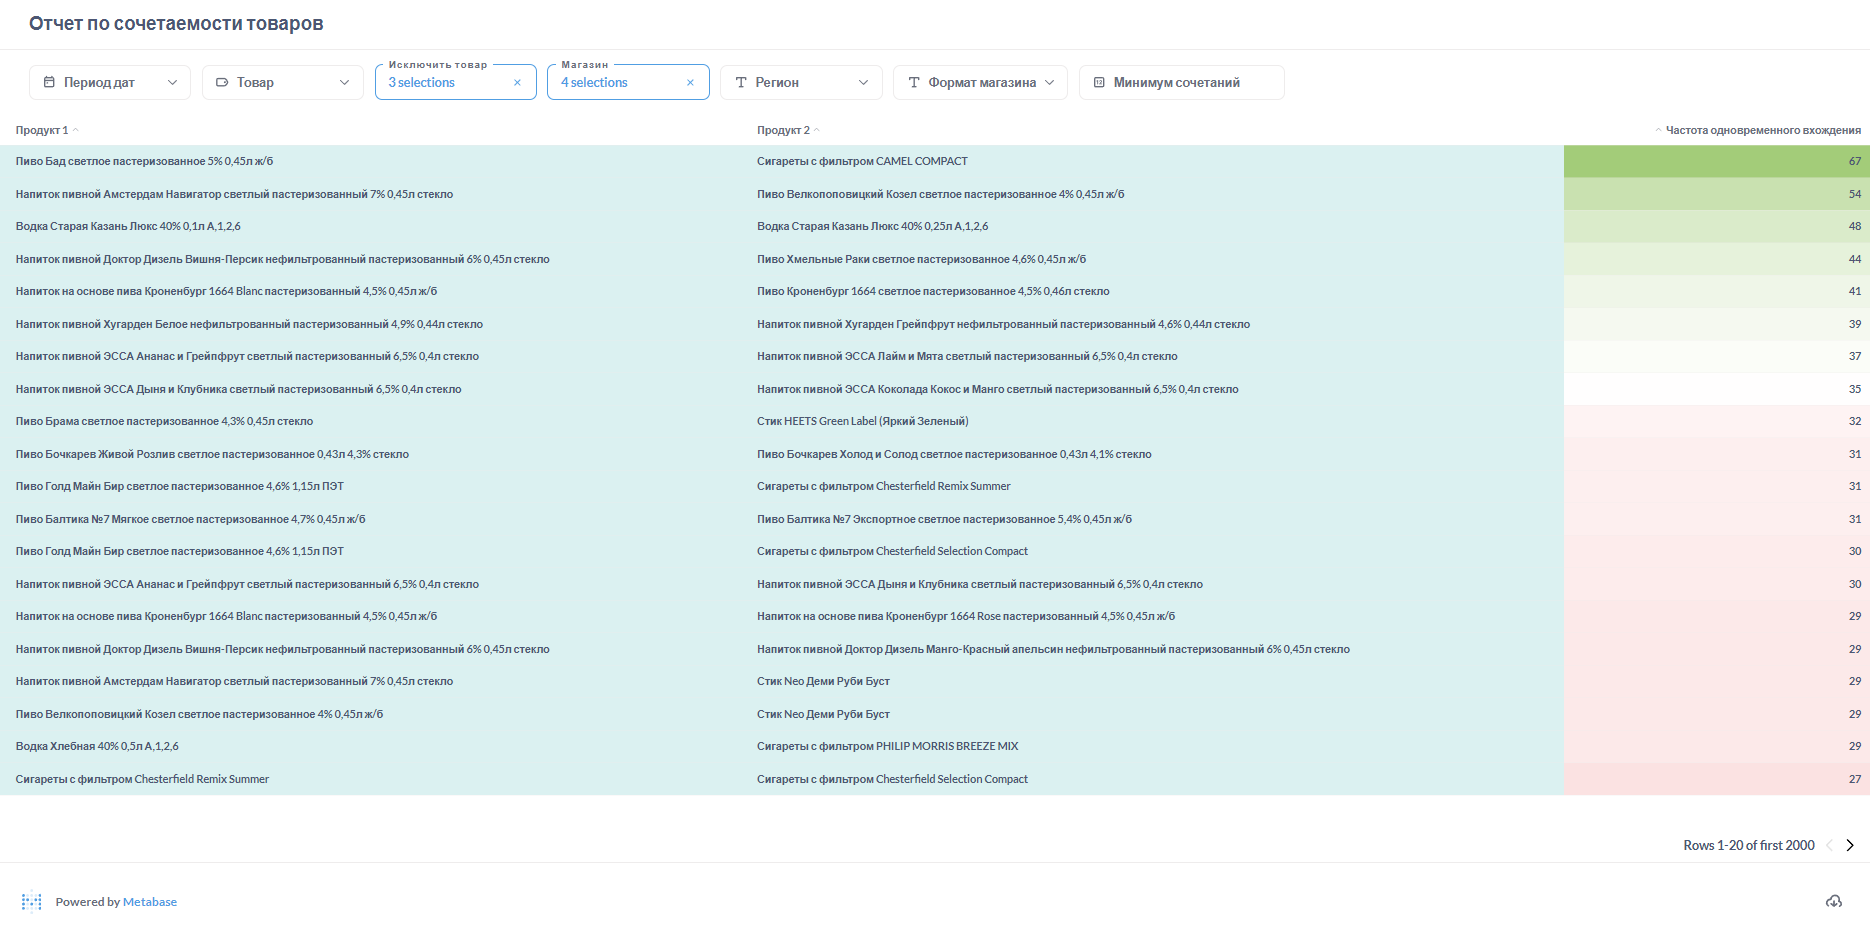 Отчет по сочетаемости товаров
Исключить товар Магазин
Период дат Товар 3 selections 4 selections Регион Формат магазина Минимум сочетаний
Продукт 1 Продукт 2 Частота одновременного вхождения
Пиво Бад светлое пастеризованное 5% 0,45л ж/б Сигареты с фильтром CAMEL COMPACT 67
Напиток пивной Амстердам Навигатор светлый пастеризованный 7% 0,45л стекло Пиво Велкопоповицкий Козел светлое пастеризованное 4% 0,45л ж/б 54
Водка Старая Казань Люкс 40% 0,1л А,1,2,6 Водка Старая Казань Люкс 40% 0,25л А,1,2,6 48
Напиток пивной Доктор Дизель Вишня-Персик нефильтрованный пастеризованный 6% 0,45л стекло Пиво Хмельные Раки светлое пастеризованное 4,6% 0,45л ж/б 44
Напиток на основе пива Кроненбург 1664 Blanc пастеризованный 4,5% 0,45л ж/б Пиво Кроненбург 1664 светлое пастеризованное 4,5% 0,46л стекло 41
Напиток пивной Хугарден Белое нефильтрованный пастеризованный 4,9% 0,44л стекло Напиток пивной Хугарден Грейпфрут нефильтрованный пастеризованный 4,6% 0,44л стекло 39
Напиток пивной ЭССА Ананас и Грейпфрут светлый пастеризованный 6,5% 0,4л стекло Напиток пивной ЭССА Лайм и Мята светлый пастеризованный 6,5% 0,4л стекло 37
Напиток пивной ЭССА Дыня и Клубника светлый пастеризованный 6,5% 0,4л стекло Напиток пивной ЭССА Коколада Кокос и Манго светлый пастеризованный 6,5% 0,4л стекло 35
Пиво Брама светлое пастеризованное 4,3% 0,45л стекло Стик HEETS Green Label (Яркий Зеленый) 32
Пиво Бочкарев Живой Розлив светлое пастеризованное 0,43л 4,3% стекло Пиво Бочкарев Холод и Солод светлое пастеризованное 0,43л 4,1% стекло 31
Пиво Голд Майн Бир светлое пастеризованное 4,6% 1,15л ПЭТ Сигареты с фильтром Chesterfield Remix Summer 31
Пиво Балтика №7 Мягкое светлое пастеризованное 4,7% 0,45л ж/б Пиво Балтика №7 Экспортное светлое пастеризованное 5,4% 0,45л ж/б 31
Пиво Голд Майн Бир светлое пастеризованное 4,6% 1,15л ПЭТ Сигареты с фильтром Chesterfield Selection Compact 30
Напиток пивной ЭССА Ананас и Грейпфрут светлый пастеризованный 6,5% 0,4л стекло Напиток пивной ЭССА Дыня и Клубника светлый пастеризованный 6,5% 0,4л стекло 30
Напиток на основе пива Кроненбург 1664 Blanc пастеризованный 4,5% 0,45л ж/б Напиток на основе пива Кроненбург 1664 Rose пастеризованный 4,5% 0,45л ж/б 29
Напиток пивной Доктор Дизель Вишня-Персик нефильтрованный пастеризованный 6% 0,45л стекло Напиток пивной Доктор Дизель Манго-Красный апельсин нефильтрованный пастеризованный 6% 0,45л стекло 29
Напиток пивной Амстердам Навигатор светлый пастеризованный 7% 0,45л стекло Стик Neo Деми Руби Буст 29
Пиво Велкопоповицкий Козел светлое пастеризованное 4% 0,45л ж/б Стик Neo Деми Руби Буст 29
Водка Хлебная 40% 0,5л А,1,2,6 Сигареты с фильтром PHILIP MORRIS BREEZE MIX 29
Сигареты с фильтром Chesterfield Remix Summer Сигареты с фильтром Chesterfield Selection Compact 27
Rows 1-20 of first 2000
Powered by Metabase